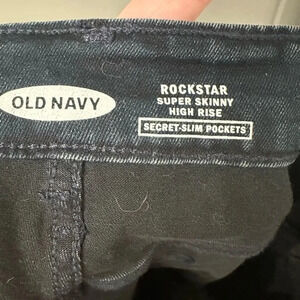 OLD NAVY
ROCKSTAR
SUPER SKINNY
HIGH RISE
SECRET-SLIM POCKETS